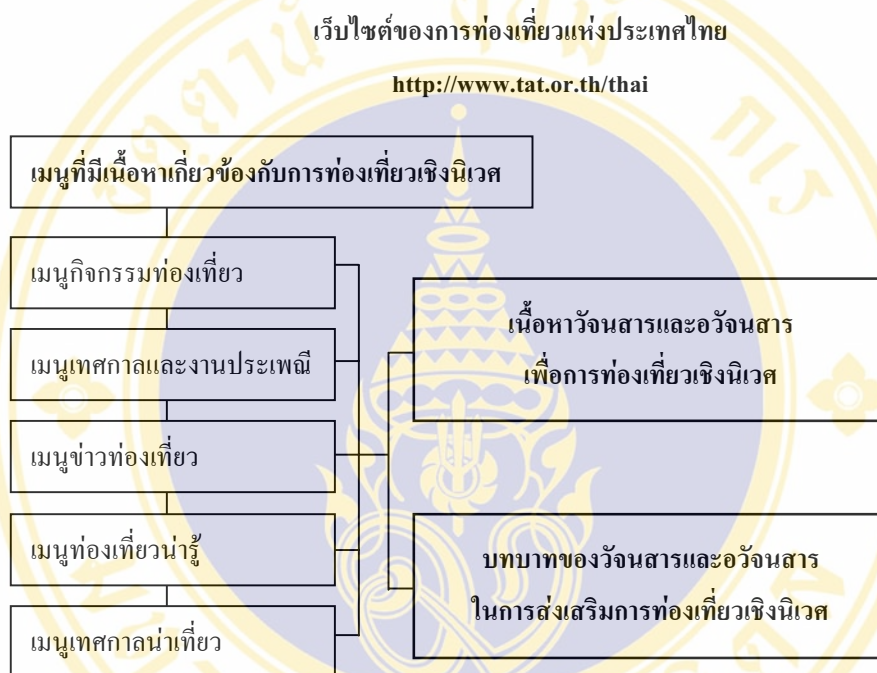 เว็บไซต์ของการท่องเที่ยวแห่งประเทศไทย
http://www.tat.or.th/thai
เมนูที่มีเนื้อหาเกี่ยวข้องกับการท่องเที่ยวเชิงนิเวศ
เมนูกิจกรรมท่องเที่ยว
เมนูเทศกาลและงานประเพณี
เมนูข่าวท่องเที่ยว
เมนูท่องเที่ยวน่ารู้
เมนูเทศกาลน่าเที่ยว
เนื้อหาวัจนสารและอวัจนสาร
เพื่อการท่องเที่ยวเชิงนิเวศ
บทบาทของวัจนสารและอวัจนสาร
ในการส่งเสริมการท่องเที่ยวเชิงนิเวศ